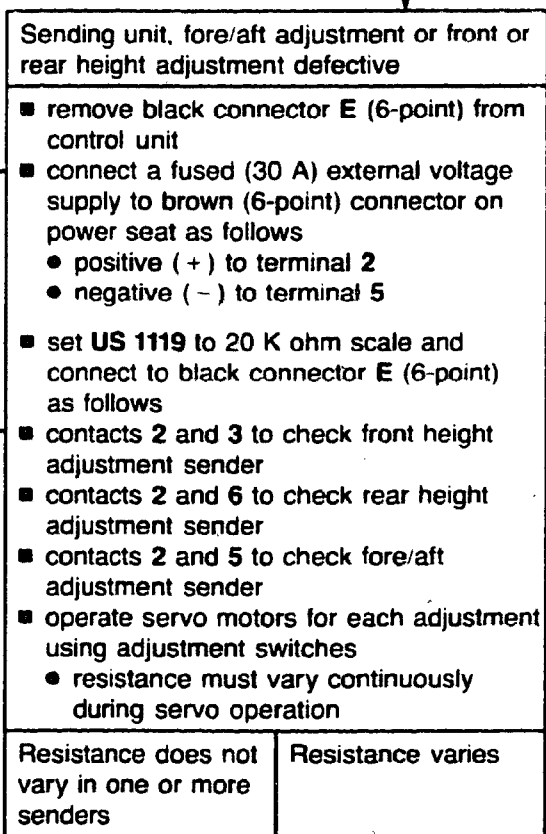 Sending unit, fore/aft adjustment or front or
rear height adjustment defective
■ remove black connector E (6-point) from
control unit
■ connect a fused (30 A) external voltage
supply to brown (6-point) connector on
power seat as follows
● positive (+) to terminal 2
● negative (−) to terminal 5
■ set US 1119 to 20 K ohm scale and
connect to black connector E (6-point)
as follows
■ contacts 2 and 3 to check front height
adjustment sender
■ contacts 2 and 6 to check rear height
adjustment sender
■ contacts 2 and 5 to check fore/aft
adjustment sender
■ operate servo motors for each adjustment
using adjustment switches
● resistance must vary continuously
during servo operation
Resistance does not
vary in one or more
senders
Resistance varies